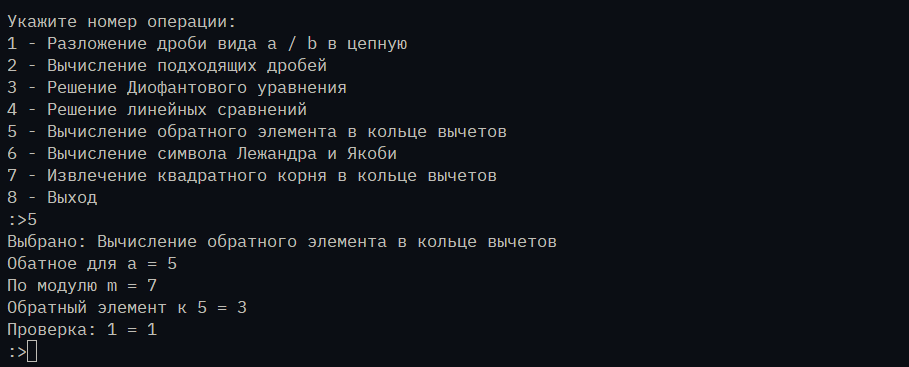 Укажите номер операции:
1 - Разложение дроби вида a / b в цепную
2 - Вычисление подходящих дробей
3 - Решение Диофантового уравнения
4 - Решение линейных сравнений
5 - Вычисление обратного элемента в кольце вычетов
6 - Вычисление символа Лежандра и Якоби
7 - Извлечение квадратного корня в кольце вычетов
8 - Выход
:>5
Выбрано: Вычисление обратного элемента в кольце вычетов
Обатное для a = 5
По модулю m = 7
Обратный элемент к 5 = 3
Проверка: 1 = 1
:>